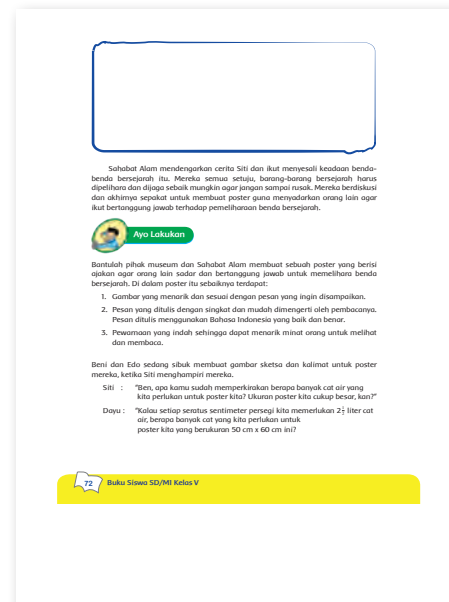 Sahabat Alam mendengarkan cerita Siti dan ikut menyesali keadaan benda-
benda bersejarah itu. Mereka semua setuju, barang-barang bersejarah harus
dipelihara dan dijaga sebaik mungkin agar jangan sampai rusak. Mereka berdiskusi
dan akhirnya sepakat untuk membuat poster guna menyadarkan orang lain agar
ikut bertanggung jawab terhadap pemeliharaan benda bersejarah.
Ayo Lakukan
Bantulah pihak museum dan Sahabat Alam membuat sebuah poster yang berisi
ajakan agar orang lain sadar dan bertanggung jawab untuk memelihara benda
bersejarah. Di dalam poster itu sebaiknya terdapat:
1. Gambar yang menarik dan sesuai dengan pesan yang ingin disampaikan.
2. Pesan yang ditulis dengan singkat dan mudah dimengerti oleh pembacanya.
Pesan ditulis menggunakan Bahasa Indonesia yang baik dan benar.
3. Pewarnaan yang indah sehingga dapat menarik minat orang untuk melihat
dan membaca.
Beni dan Edo sedang sibuk membuat gambar sketsa dan kalimat untuk poster
mereka, ketika Siti menghampiri mereka.
Siti : "Ben, apa kamu sudah memperkirakan berapa banyak cat air yang
kita perlukan untuk poster kita? Ukuran poster kita cukup besar, kan?"
Dayu : "Kalau setiap seratus sentimeter persegi kita memerlukan 2 liter cat
air, berapa banyak cat yang kita perlukan untuk
poster kita yang berukuran 50 cm x 60 cm ini?
72 Buku Siswa SD/MI Kelas V